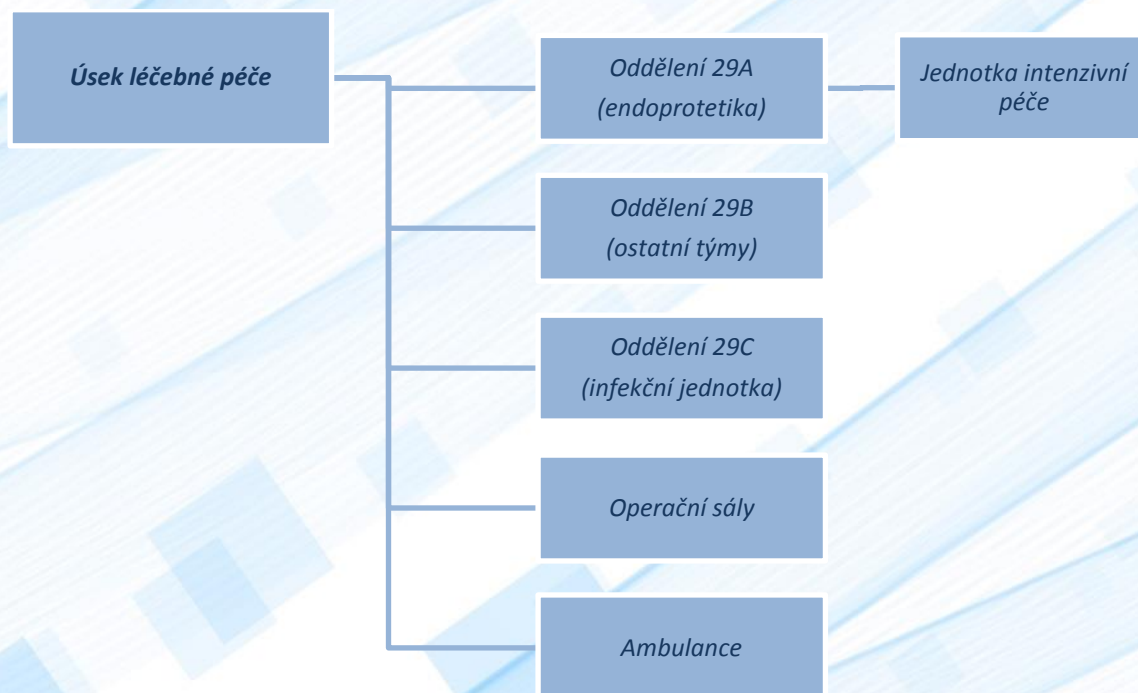 Úsek léčebné péče
Oddělení 29A
(endoprotetika)
Jednotka intenzivní
péče
Oddělení 29B
(ostatní týmy)
Oddělení 29C
(infekční jednotka)
Operační sály
Ambulance